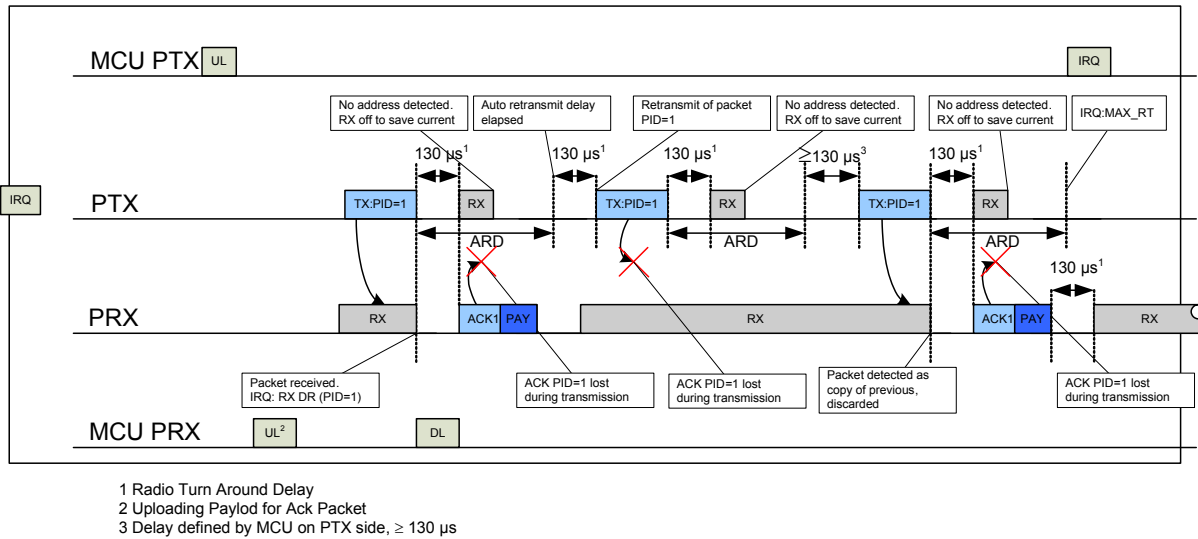 MCU PTX
UL
IRQ
No address detected.
RX off to save current
Auto retransmit delay
elapsed
Retransmit of packet
PID=1
No address detected.
RX off to save current
No address detected.
RX off to save current
IRQ:MAX_RT
130 µs¹
130 µs¹
130 µs¹
≥130 µs³
130 µs¹
IRQ
PTX
TX:PID=1
RX
TX:PID=1
RX
TX:PID=1
RX
ARD
ARD
ARD
130 µs¹
PRX
RX
ACK1
PAY
RX
ACK1
PAY
RX
Packet received.
IRQ: RX DR (PID=1)
ACK PID=1 lost
during transmission
ACK PID=1 lost
during transmission
Packet detected as
copy of previous,
discarded
ACK PID=1 lost
during transmission
MCU PRX
UL²
DL
1 Radio Turn Around Delay
2 Uploading Paylod for Ack Packet
3 Delay defined by MCU on PTX side, ≥ 130 µs